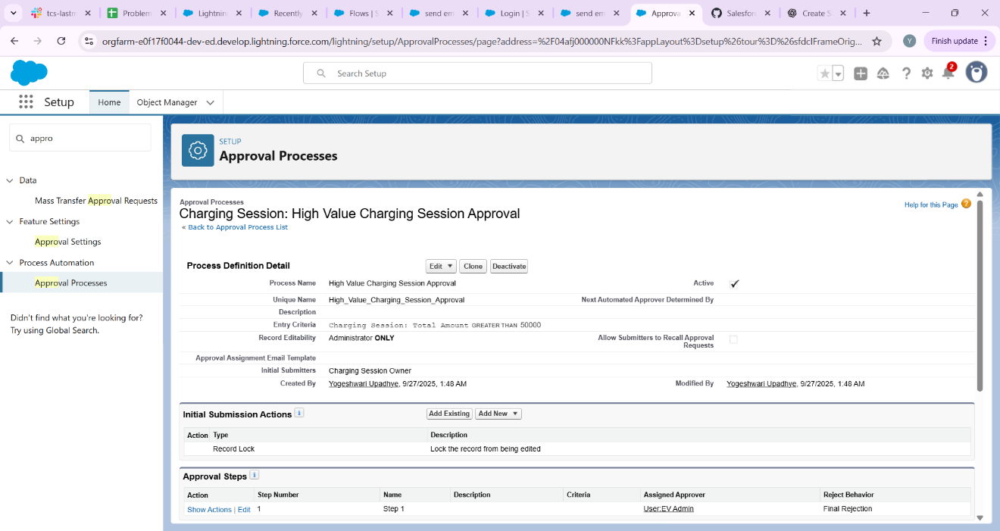 tcs-lastm
Problem
Lightnin
Recently
Flows | S
send em
Login | S
send em
Approva
Salesfor
Create S
orgfarm-e0f17f0044-dev-ed.develop.lightning.force.com/lightning/setup/ApprovalProcesses/page?address=%2F04afj000000NFkk%3FappLayout%3Dsetup%26tour%3D%26sfdcIFrameOrig...
Y
Finish update
Search Setup
2
Setup
Home
Object Manager
appro
Data
Mass Transfer Approval Requests
Feature Settings
Approval Settings
Process Automation
Approval Processes
Didn't find what you're looking for?
Try using Global Search.
SETUP
Approval Processes
Approval Processes
Charging Session: High Value Charging Session Approval
« Back to Approval Process List
Help for this Page ?
Process Definition Detail
Edit
Clone
Deactivate
Process Name High Value Charging Session Approval Active
Unique Name High_Value_Charging_Session_Approval Next Automated Approver Determined By
Description
Entry Criteria Charging Session: Total Amount GREATER THAN 50000
Record Editability Administrator ONLY Allow Submitters to Recall Approval
Requests
Approval Assignment Email Template
Initial Submitters Charging Session Owner
Created By Yogeshwari Upadhye, 9/27/2025, 1:48 AM Modified By Yogeshwari Upadhye, 9/27/2025, 1:48 AM
Initial Submission Actions i
Add Existing
Add New
Action Type Description
Record Lock Lock the record from being edited
Approval Steps i
Action Step Number Name Description Criteria Assigned Approver Reject Behavior
Show Actions | Edit 1 Step 1 User:EV Admin Final Rejection